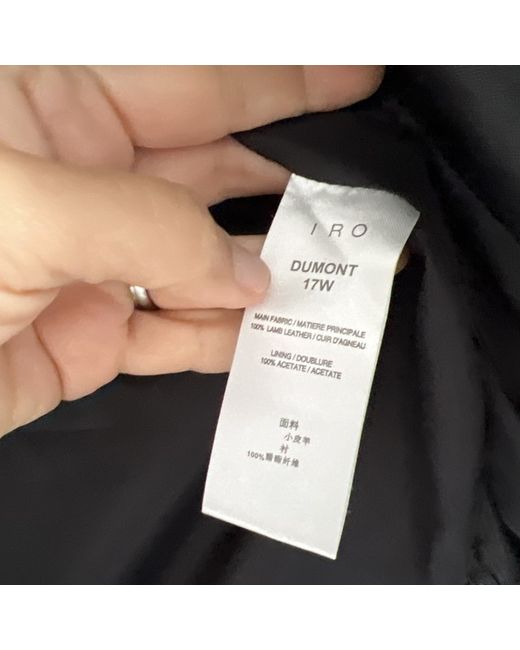 IRO
DUMONT
17W
MAIN FABRIC / MATIERE PRINCIPALE
100% LAMB LEATHER / CUIR D'AGNEAU
LINING / DOUBLURE
100% ACETATE / ACETATE
面料
小皮羊
衬
100%醋酯纤维